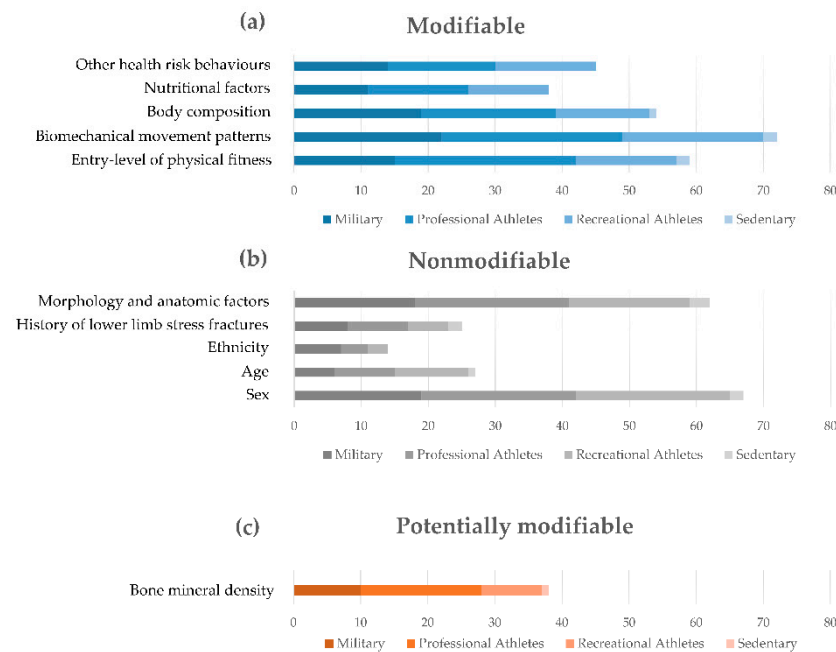 (a) Modifiable
Other health risk behaviours
Nutritional factors
Body composition
Biomechanical movement patterns
Entry-level of physical fitness
0 10 20 30 40 50 60 70 80
Military Professional Athletes Recreational Athletes Sedentary
(b) Nonmodifiable
Morphology and anatomic factors
History of lower limb stress fractures
Ethnicity
Age
Sex
0 10 20 30 40 50 60 70 80
Military Professional Athletes Recreational Athletes Sedentary
(c) Potentially modifiable
Bone mineral density
0 10 20 30 40 50 60 70 80
Military Professional Athletes Recreational Athletes Sedentary